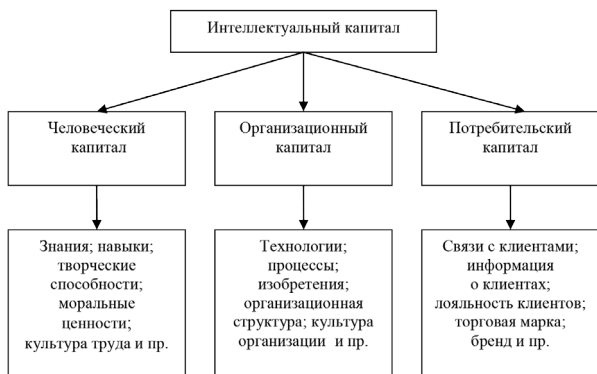 Интеллектуальный капитал
Человеческий
капитал
Организационный
капитал
Потребительский
капитал
Знания; навыки;
творческие
способности;
моральные
ценности;
культура труда и пр.
Технологии;
процессы;
изобретения;
организационная
структура; культура
организации и пр.
Связи с клиентами;
информация
о клиентах;
лояльность клиентов;
торговая марка;
бренд и пр.